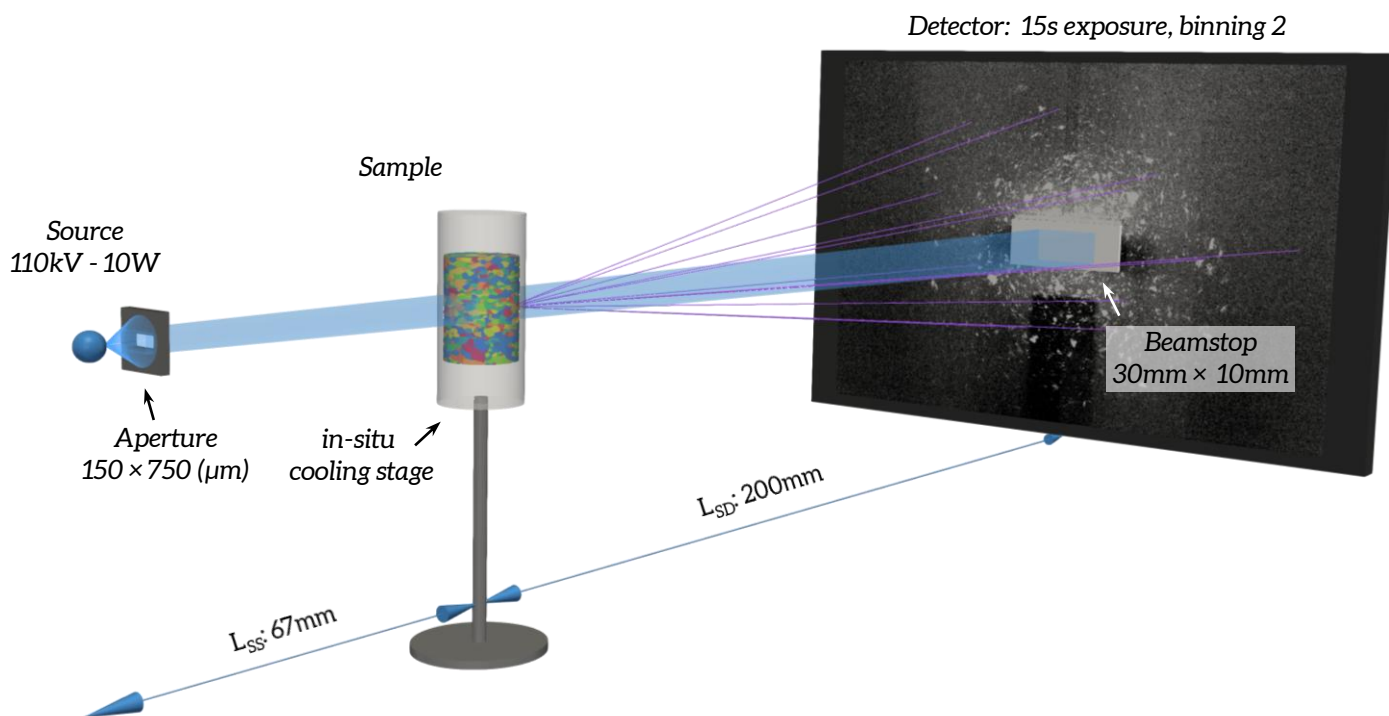 Detector: 15s exposure, binning 2
Sample
Source
110kV - 10W
Beamstop
30mm × 10mm
Aperture
150 × 750 (µm)
in-situ
cooling stage
L_SD: 200mm
L_SS: 67mm